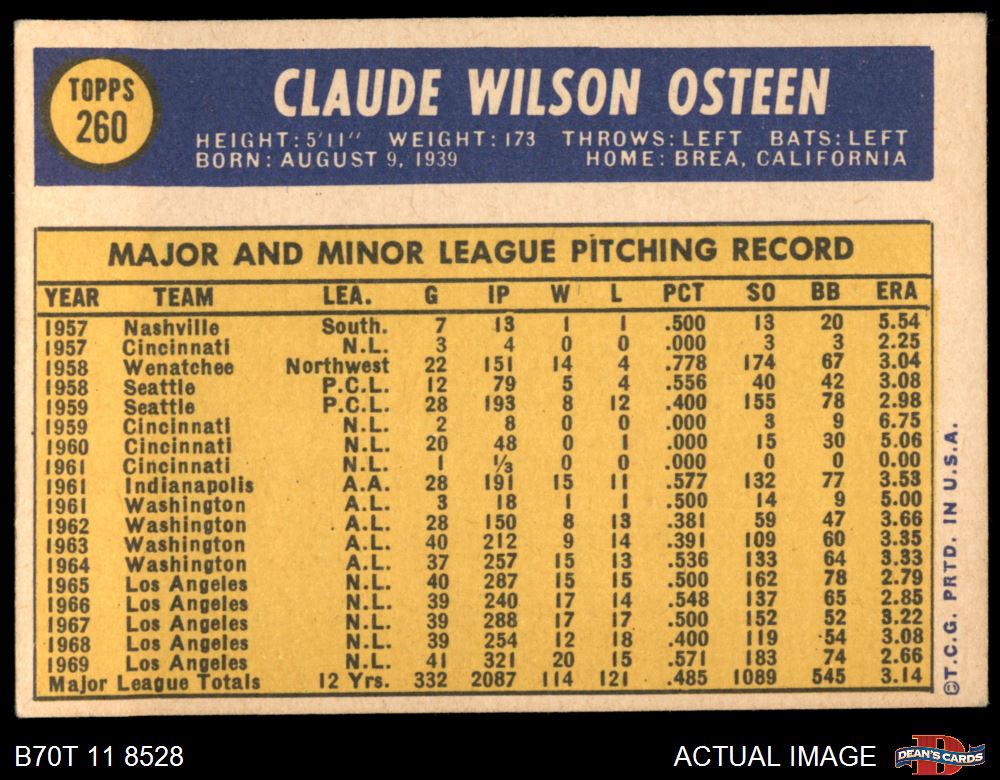 TOPPS
260
CLAUDE WILSON OSTEEN
HEIGHT: 5'11" WEIGHT: 173 THROWS: LEFT BATS: LEFT
BORN: AUGUST 9, 1939 HOME: BREA, CALIFORNIA
MAJOR AND MINOR LEAGUE PITCHING RECORD
YEAR TEAM LEA. G IP W L PCT SO BB ERA
1957 Nashville South. 7 13 1 1 .500 13 20 5.54
1957 Cincinnati N.L. 3 4 0 0 .000 3 3 2.25
1958 Wenatchee Northwest 22 151 14 4 .778 174 67 3.04
1958 Seattle P.C.L. 12 79 5 4 .556 40 42 3.08
1959 Seattle P.C.L. 28 193 8 12 .400 155 78 2.98
1959 Cincinnati N.L. 2 8 0 0 .000 3 9 6.75
1960 Cincinnati N.L. 20 48 0 1 .000 15 30 5.06
1961 Cincinnati N.L. 1 ⅓ 0 0 .000 0 0 0.00
1961 Indianapolis A.A. 28 191 15 11 .577 132 77 3.53
1961 Washington A.L. 3 18 1 1 .500 14 9 5.00
1962 Washington A.L. 28 150 8 13 .381 59 47 3.66
1963 Washington A.L. 40 212 9 14 .391 109 60 3.35
1964 Washington A.L. 37 257 15 13 .536 133 64 3.33
1965 Los Angeles N.L. 40 287 15 15 .500 162 78 2.79
1966 Los Angeles N.L. 39 240 17 14 .548 137 65 2.85
1967 Los Angeles N.L. 39 288 17 17 .500 152 52 3.22
1968 Los Angeles N.L. 39 254 12 18 .400 119 54 3.08
1969 Los Angeles N.L. 41 321 20 15 .571 183 74 2.66
Major League Totals 12 Yrs. 332 2087 114 121 .485 1089 545 3.14
©T.C.G. PRTD. IN U.S.A.
B70T 11 8528
ACTUAL IMAGE
DEAN'S CARDS